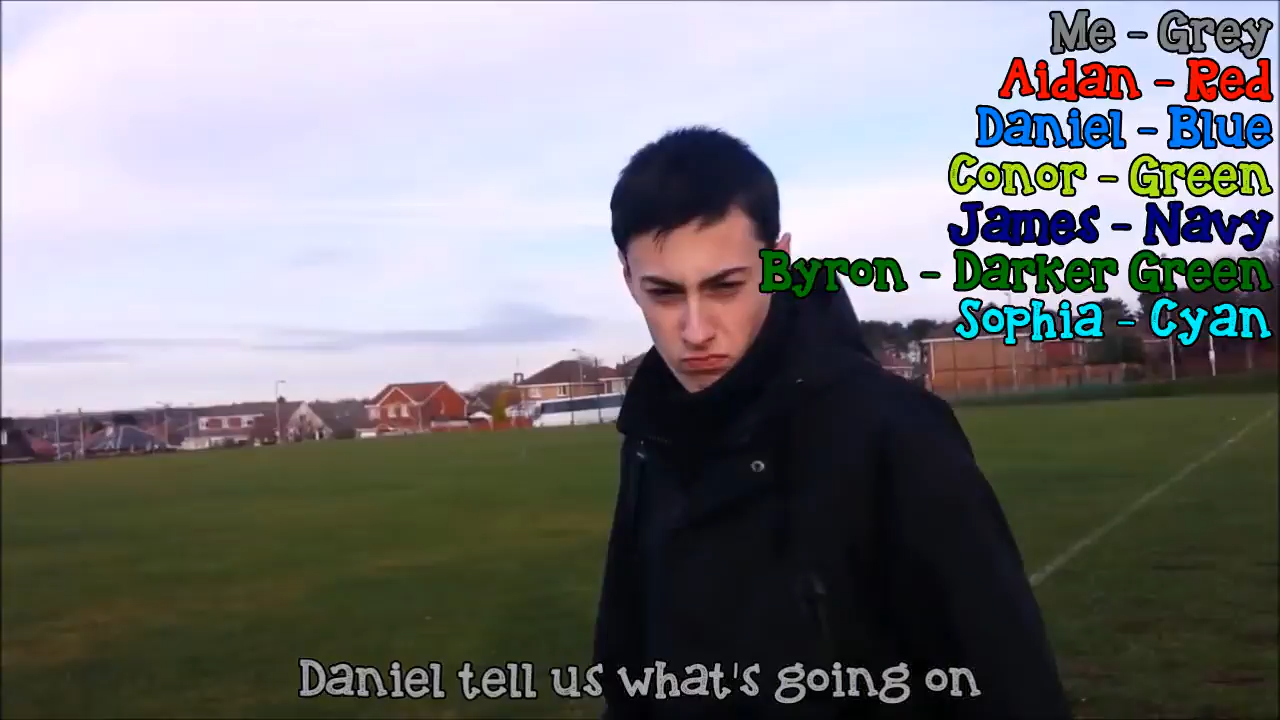 Me - Grey
Aidan - Red
Daniel - Blue
Conor - Green
James - Navy
Byron - Darker Green
Sophia - Cyan
Daniel tell us what's going on